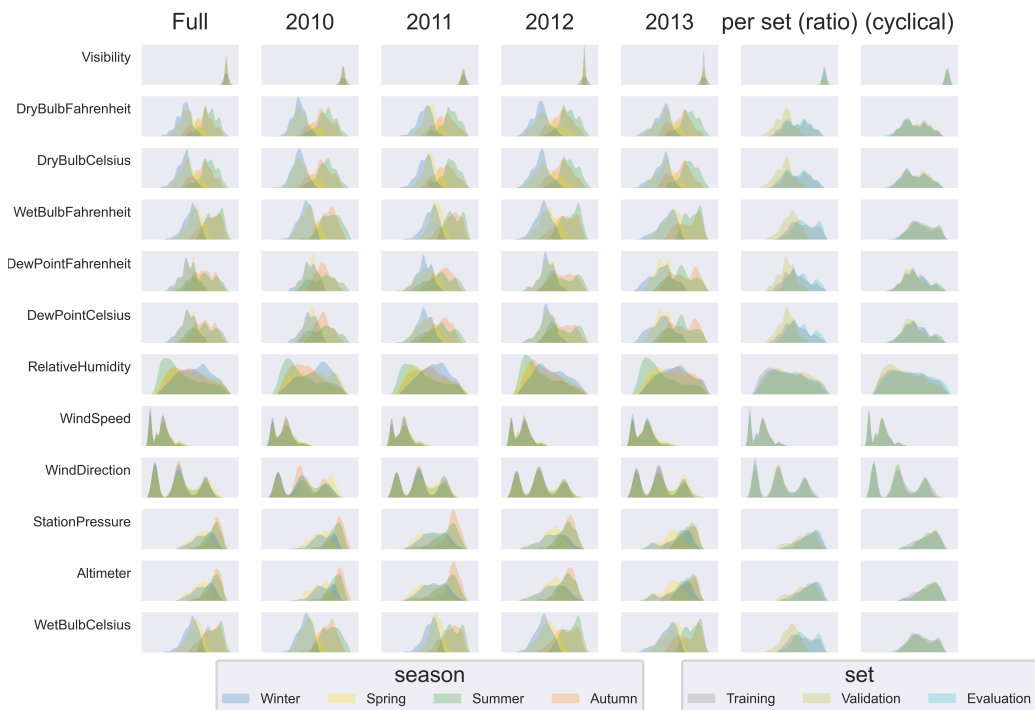 Full 2010 2011 2012 2013 per set (ratio) (cyclical)
Visibility
DryBulbFahrenheit
DryBulbCelsius
WetBulbFahrenheit
DewPointFahrenheit
DewPointCelsius
RelativeHumidity
WindSpeed
WindDirection
StationPressure
Altimeter
WetBulbCelsius
season
Winter Spring Summer Autumn
set
Training Validation Evaluation